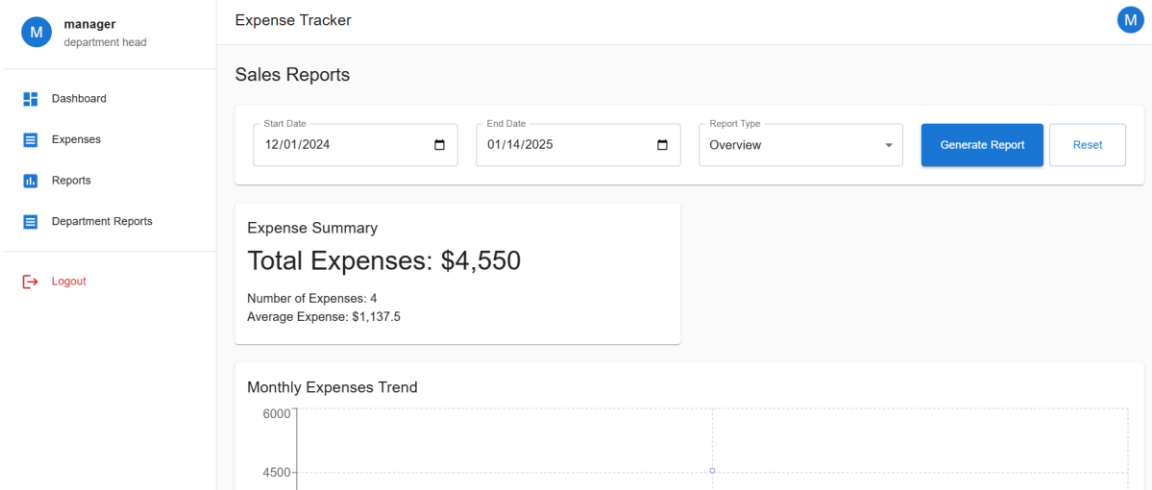 M
manager
department head
Dashboard
Expenses
Reports
Department Reports
Logout
Expense Tracker
M
Sales Reports
Start Date
12/01/2024
End Date
01/14/2025
Report Type
Overview
Generate Report
Reset
Expense Summary
Total Expenses: $4,550
Number of Expenses: 4
Average Expense: $1,137.5
Monthly Expenses Trend
6000
4500